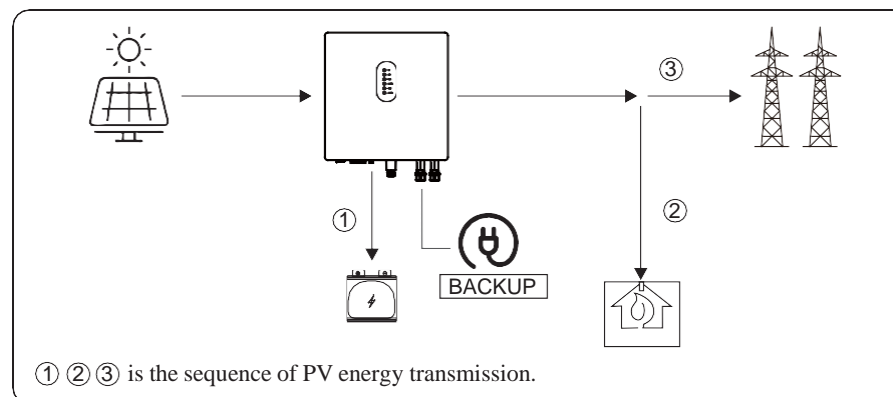 ③
①
②
BACKUP
① ② ③ is the sequence of PV energy transmission.